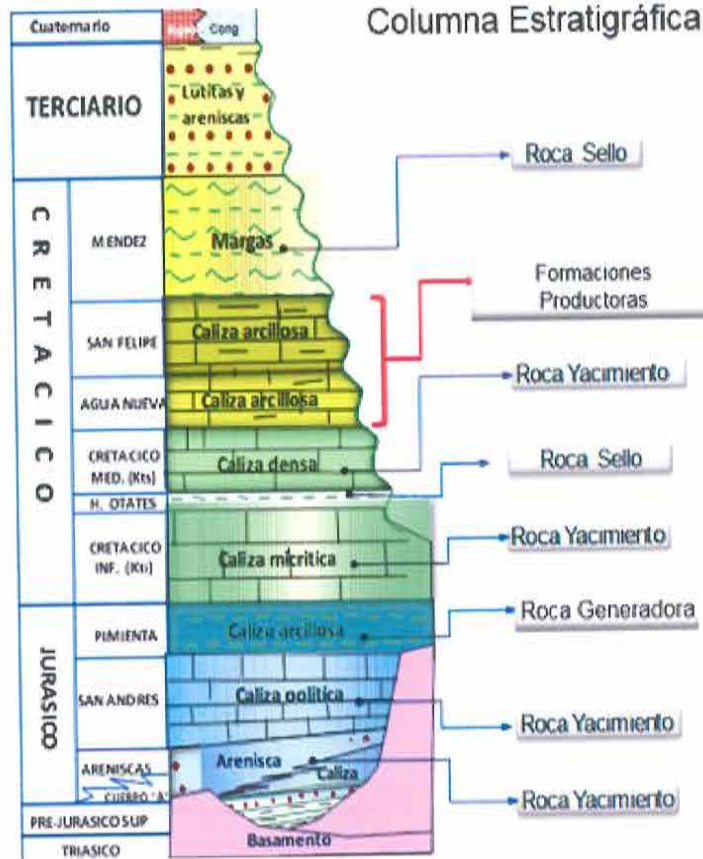 Columna Estratigráfica
Cuaternario
Cong
TERCIARIO
Lutitas y
areniscas
Roca Sello
CRETACICO
MENDEZ
Margas
Formaciones
Productoras
SAN FELIPE
Caliza arcillosa
AGUA NUEVA
Caliza arcillosa
Roca Yacimiento
CRETACICO
MED. (Kts)
Caliza densa
Roca Sello
H. OTATES
CRETACICO
INF. (Kti)
Caliza micritica
Roca Yacimiento
JURASICO
PIMIENTA
Caliza arcillosa
Roca Generadora
SAN ANDRES
Caliza oolitica
Roca Yacimiento
ARENISCAS
Arenisca
Caliza
CUERPO "A"
Roca Yacimiento
PRE-JURASICO SUP
Basamento
TRIASICO